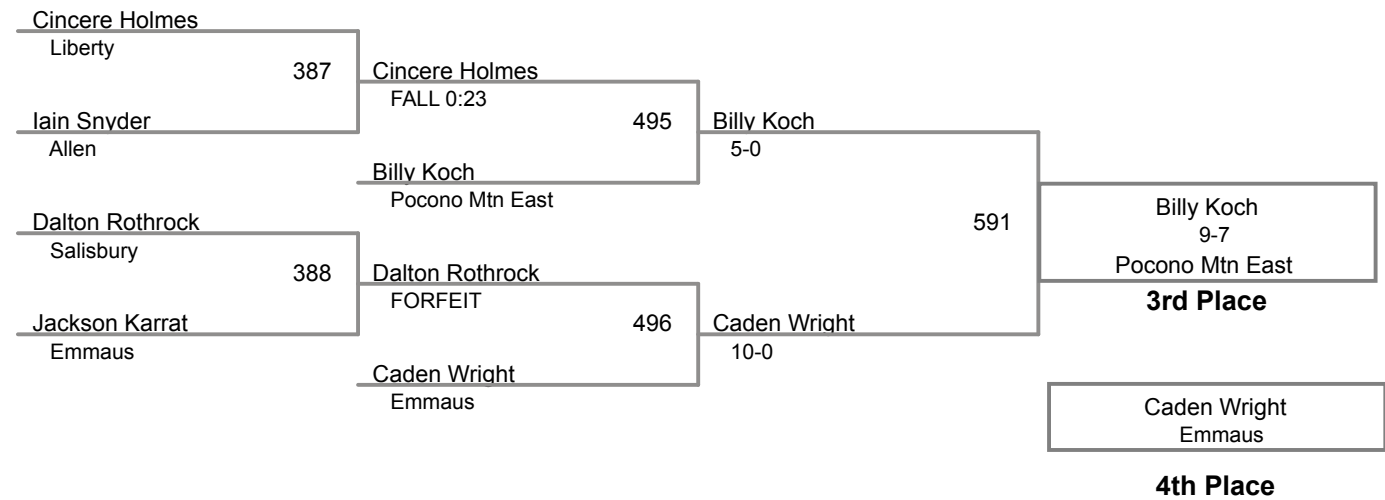 Cincere Holmes
Liberty
387
Iain Snyder
Allen
Cincere Holmes
FALL 0:23
495
Billy Koch
Pocono Mtn East
Billy Koch
5-0
Dalton Rothrock
Salisbury
388
Jackson Karrat
Emmaus
Dalton Rothrock
FORFEIT
496
Caden Wright
Emmaus
Caden Wright
10-0
591
Billy Koch
9-7
Pocono Mtn East
3rd Place
Caden Wright
Emmaus
4th Place